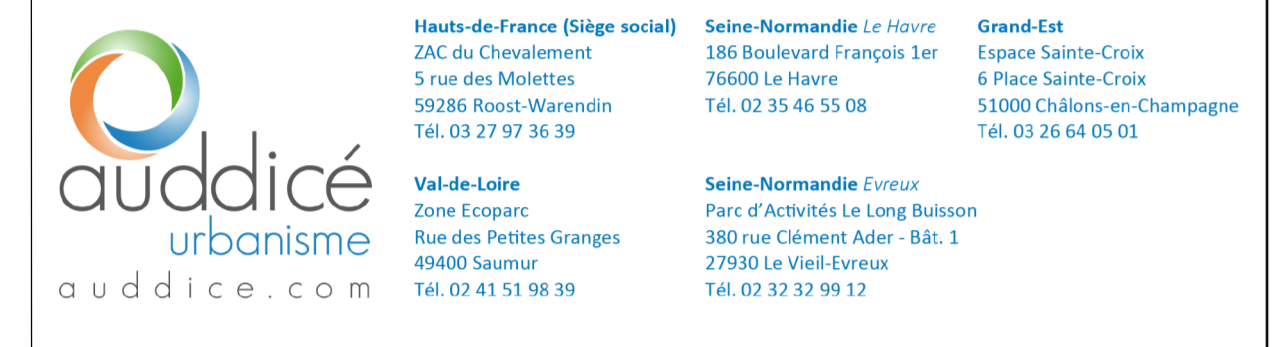 auddicé
urbanisme
auddice.com
Hauts-de-France (Siège social)
ZAC du Chevalement
5 rue des Molettes
59286 Roost-Warendin
Tél. 03 27 97 36 39
Seine-Normandie Le Havre
186 Boulevard François 1er
76600 Le Havre
Tél. 02 35 46 55 08
Grand-Est
Espace Sainte-Croix
6 Place Sainte-Croix
51000 Châlons-en-Champagne
Tél. 03 26 64 05 01
Val-de-Loire
Zone Ecoparc
Rue des Petites Granges
49400 Saumur
Tél. 02 41 51 98 39
Seine-Normandie Evreux
Parc d’Activités Le Long Buisson
380 rue Clément Ader - Bât. 1
27930 Le Vieil-Evreux
Tél. 02 32 32 99 12